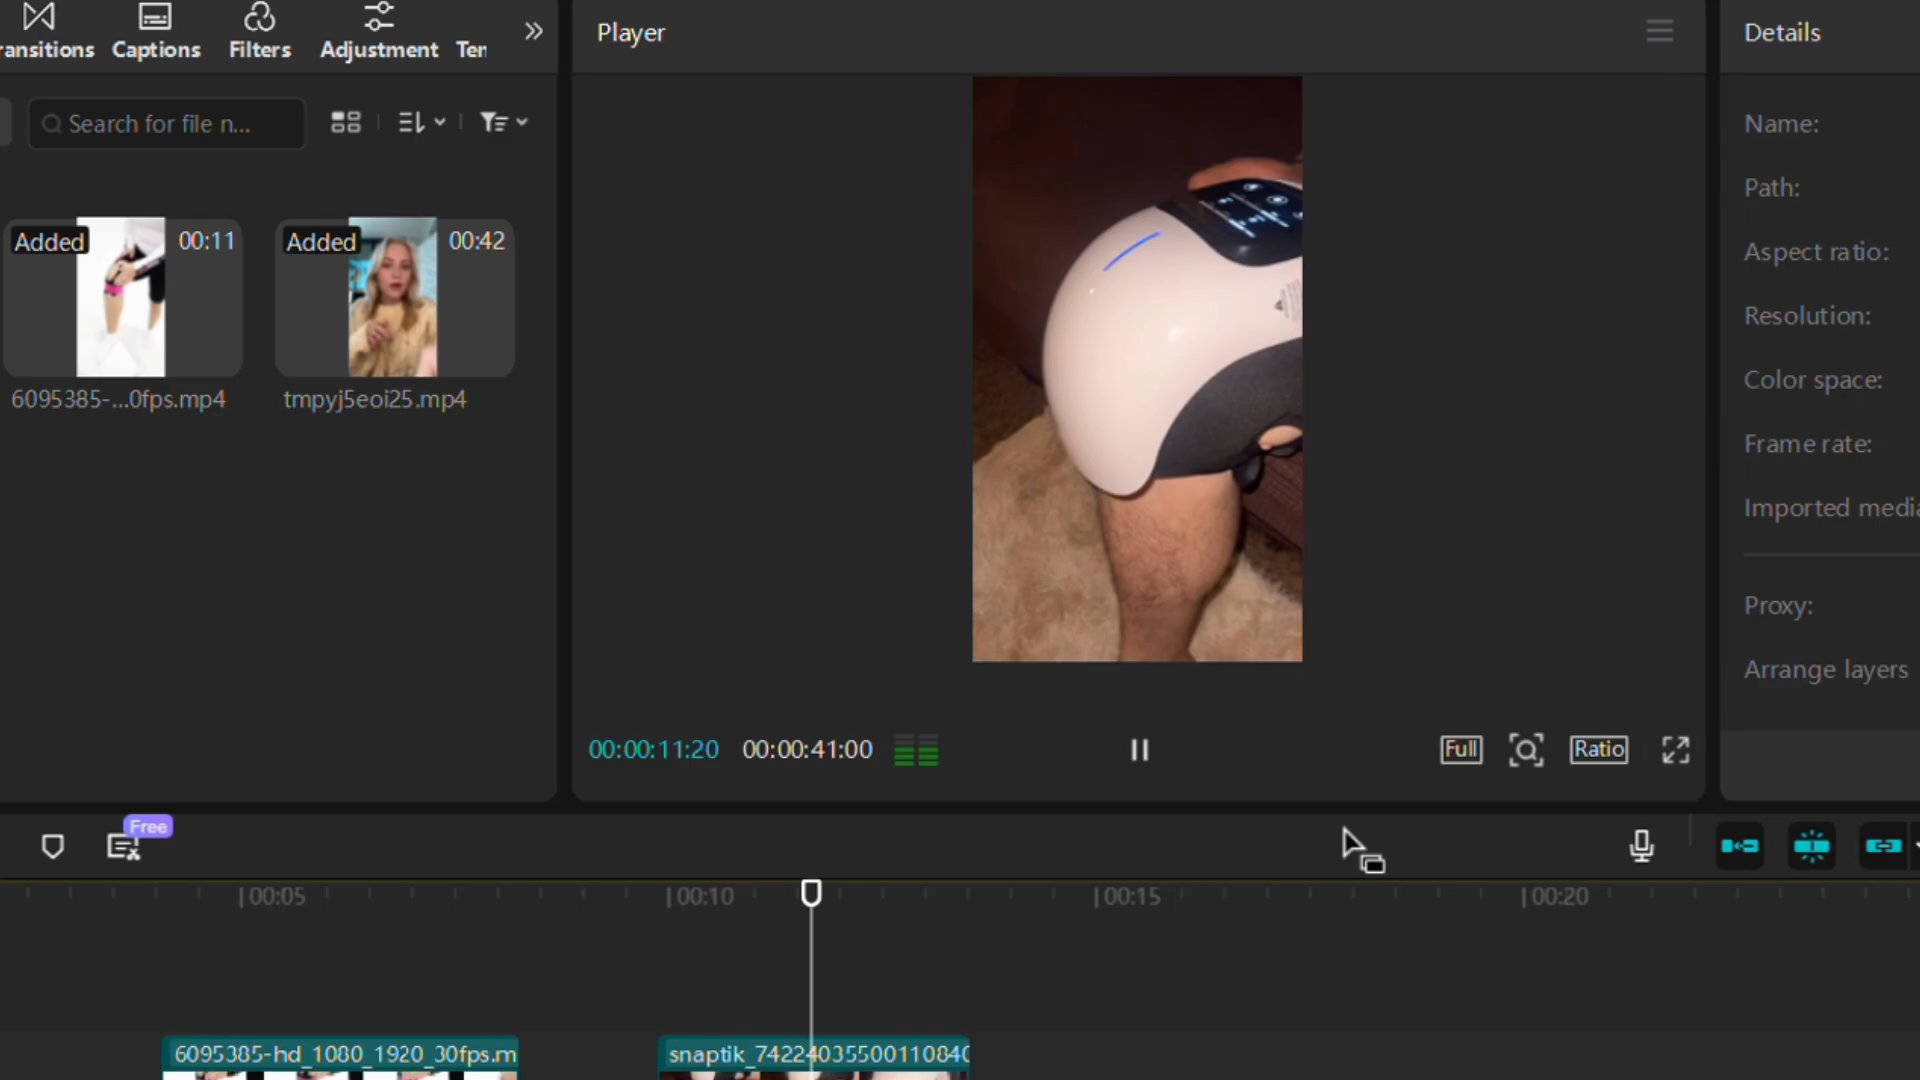 ransitions Captions Filters Adjustment Ter
Player
Details
Search for file n...
Name:
Path:
Aspect ratio:
Resolution:
Color space:
Frame rate:
Imported media
Proxy:
Arrange layers
Added 00:11
Added 00:42
6095385-...0fps.mp4
tmpyj5eoi25.mp4
00:00:11:20 00:00:41:00
Full
Ratio
Free
00:05 00:10 00:15 00:20
6095385-hd_1080_1920_30fps.m
snaptik_7422403550011084